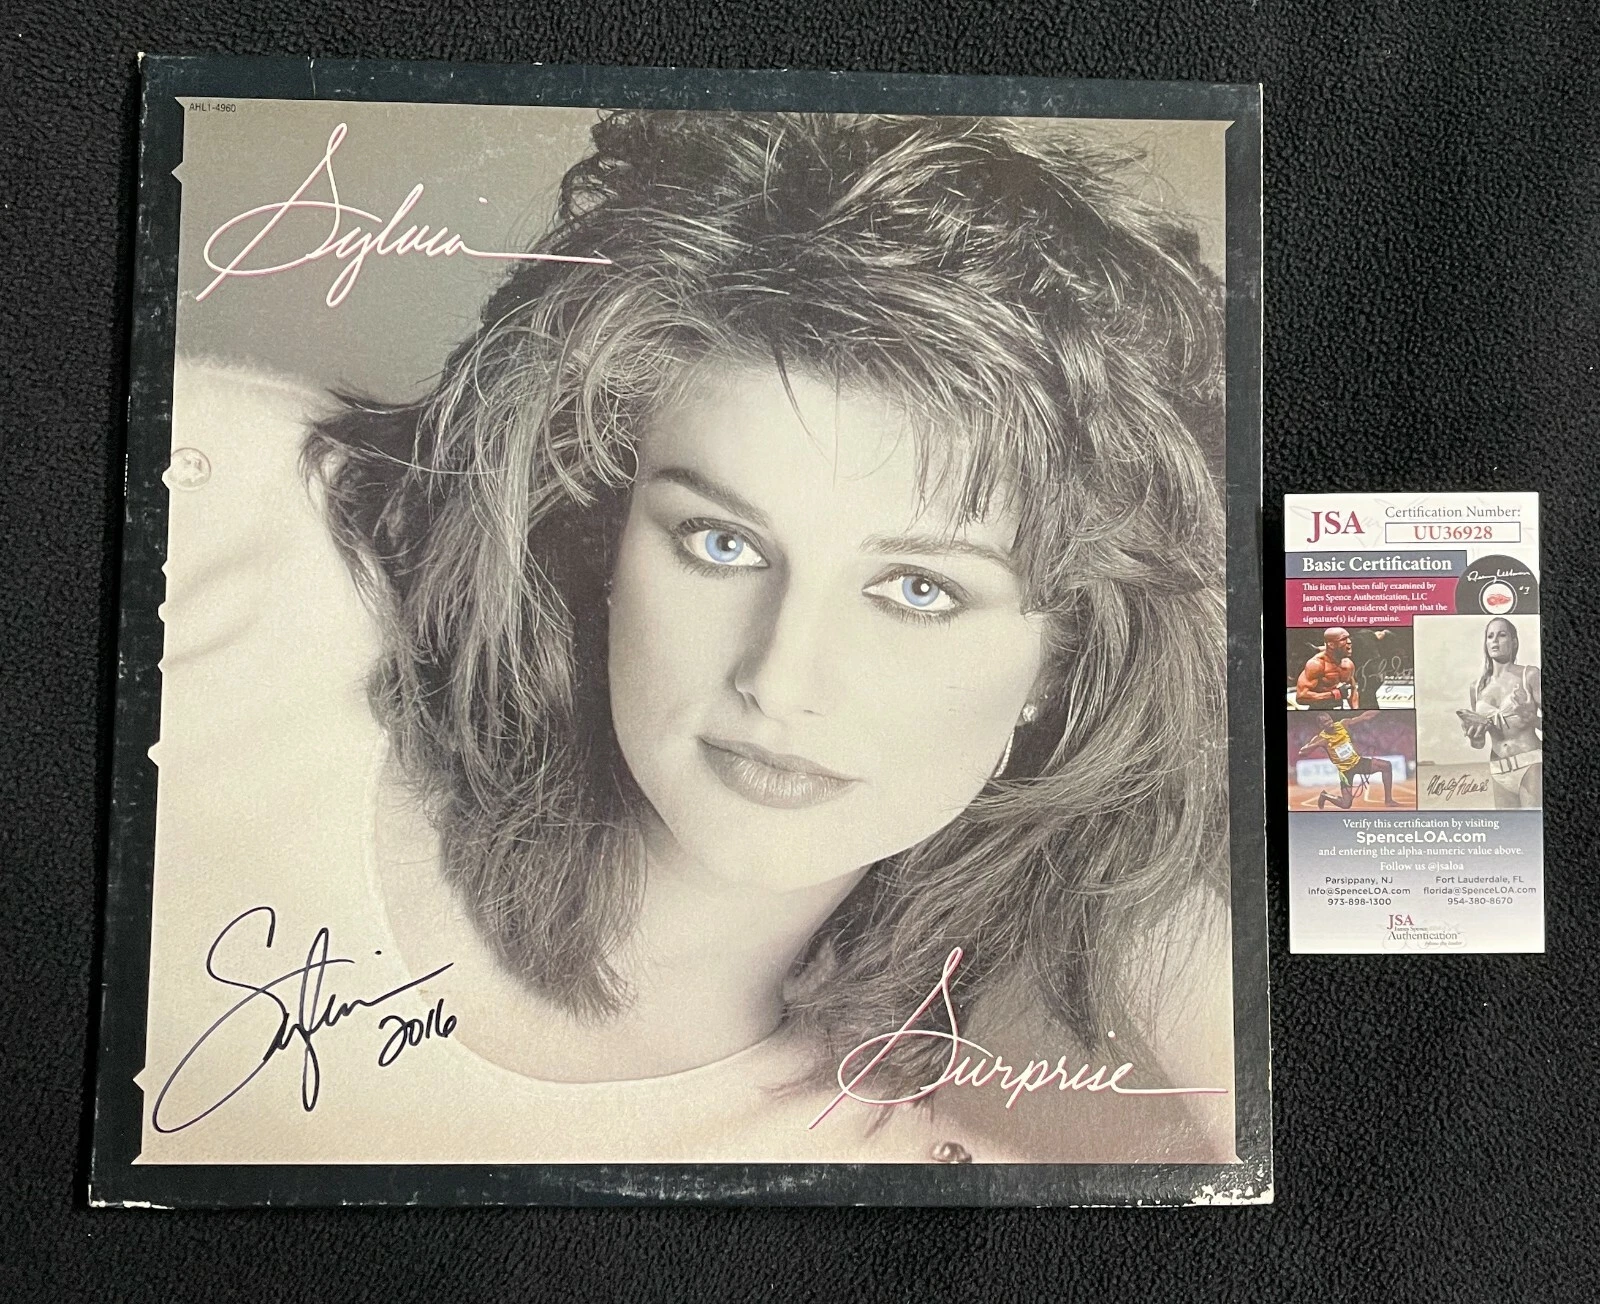 AHL1-4960
Sylvia
Surprise
Sylvia
2016
JSA
Certification Number:
UU36928
Basic Certification
This item has been fully examined by
James Spence Authentication, LLC
and it is our considered opinion that the
signature(s) is/are genuine.
Verify this certification by visiting
SpenceLOA.com
and entering the alpha-numeric value above.
Follow us @jsaloa
Parsippany, NJ
info@SpenceLOA.com
973-898-1300
Fort Lauderdale, FL
florida@SpenceLOA.com
954-380-8670
JSA
James Spence
Authentication